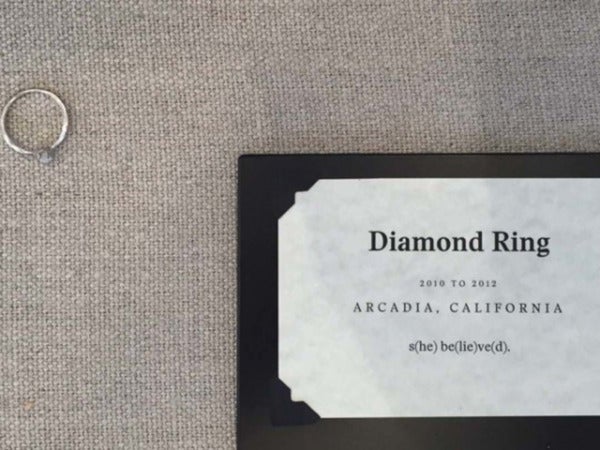 Diamond Ring
2010 TO 2012
ARCADIA, CALIFORNIA
s(he) be(lie)ve(d).